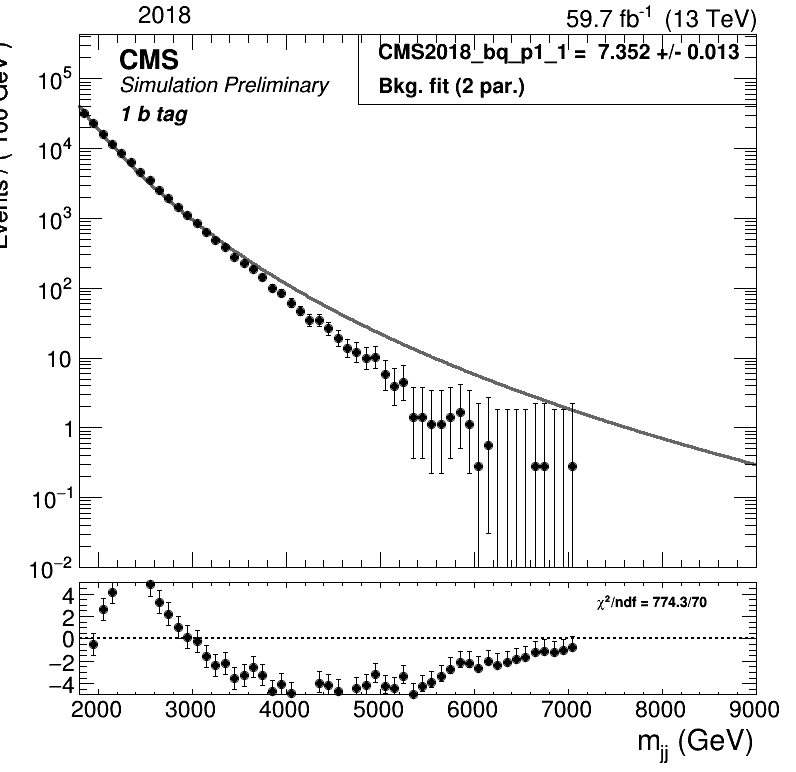 2018
59.7 fb⁻¹ (13 TeV)
CMS
Simulation Preliminary
1 b tag
CMS2018_bq_p1_1 = 7.352 +/- 0.013
Bkg. fit (2 par.)
10⁵
10⁴
10³
10²
10
1
10⁻¹
10⁻²
χ²/ndf = 774.3/70
4
2
0
−2
−4
2000 3000 4000 5000 6000 7000 8000 9000
m_jj (GeV)